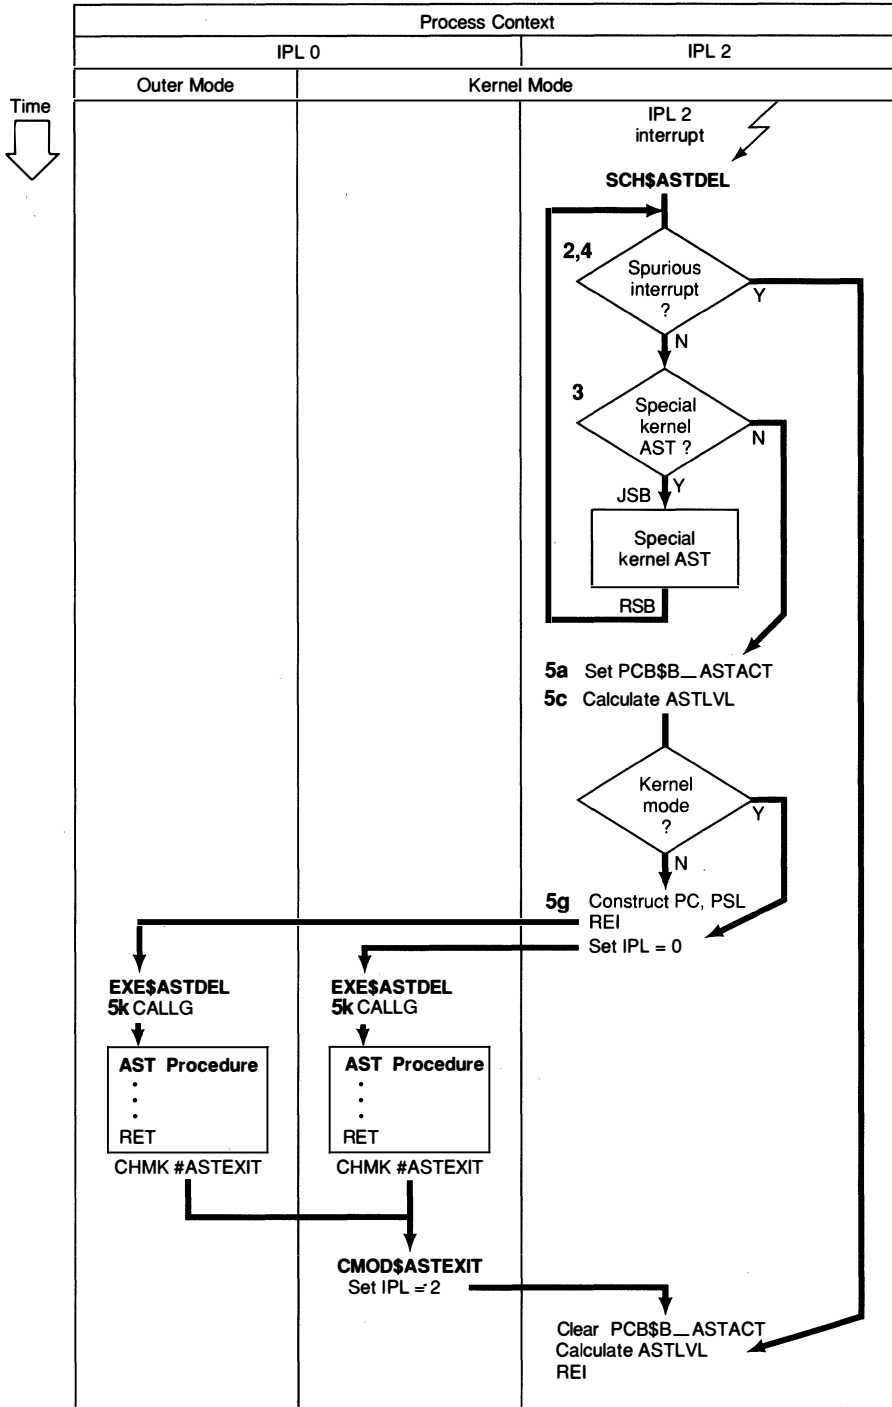 Process Context
IPL 0
IPL 2
Outer Mode
Kernel Mode
Time
IPL 2
interrupt
SCH$ASTDEL
2,4
Spurious
interrupt
?
Y
N
3
Special
kernel
AST ?
N
Y
JSB
Special
kernel AST
RSB
5a Set PCB$B_ASTACT
5c Calculate ASTLVL
Kernel
mode
?
Y
N
5g Construct PC, PSL
REI
Set IPL = 0
EXE$ASTDEL
5k CALLG
AST Procedure
.
.
.
RET
CHMK #ASTEXIT
EXE$ASTDEL
5k CALLG
AST Procedure
.
.
.
RET
CHMK #ASTEXIT
CMOD$ASTEXIT
Set IPL = 2
Clear PCB$B_ASTACT
Calculate ASTLVL
REI